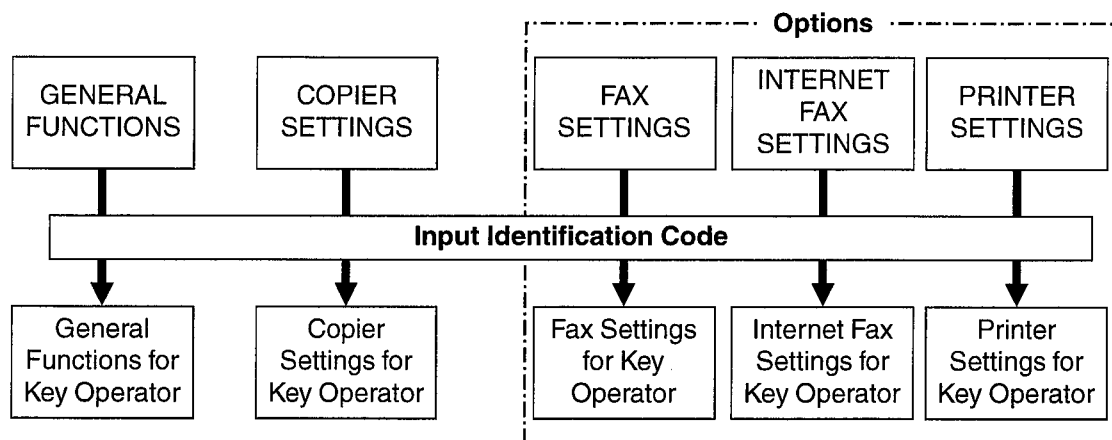 Options
GENERAL
FUNCTIONS
COPIER
SETTINGS
FAX
SETTINGS
INTERNET
FAX
SETTINGS
PRINTER
SETTINGS
Input Identification Code
General
Functions for
Key Operator
Copier
Settings for
Key Operator
Fax Settings
for Key
Operator
Internet Fax
Settings for
Key Operator
Printer
Settings for
Key Operator